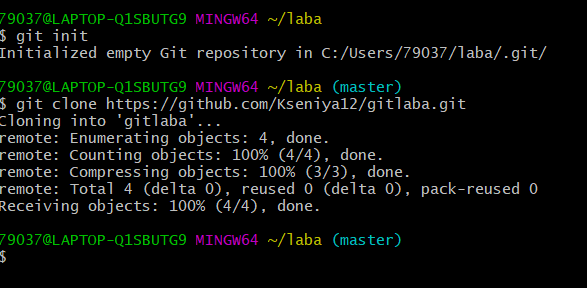 79037@LAPTOP-Q1SBUTG9 MINGW64 ~/laba
$ git init
Initialized empty Git repository in C:/Users/79037/laba/.git/
79037@LAPTOP-Q1SBUTG9 MINGW64 ~/laba (master)
$ git clone https://github.com/Kseniya12/gitlaba.git
Cloning into 'gitlaba'...
remote: Enumerating objects: 4, done.
remote: Counting objects: 100% (4/4), done.
remote: Compressing objects: 100% (3/3), done.
remote: Total 4 (delta 0), reused 0 (delta 0), pack-reused 0
Receiving objects: 100% (4/4), done.
79037@LAPTOP-Q1SBUTG9 MINGW64 ~/laba (master)
$